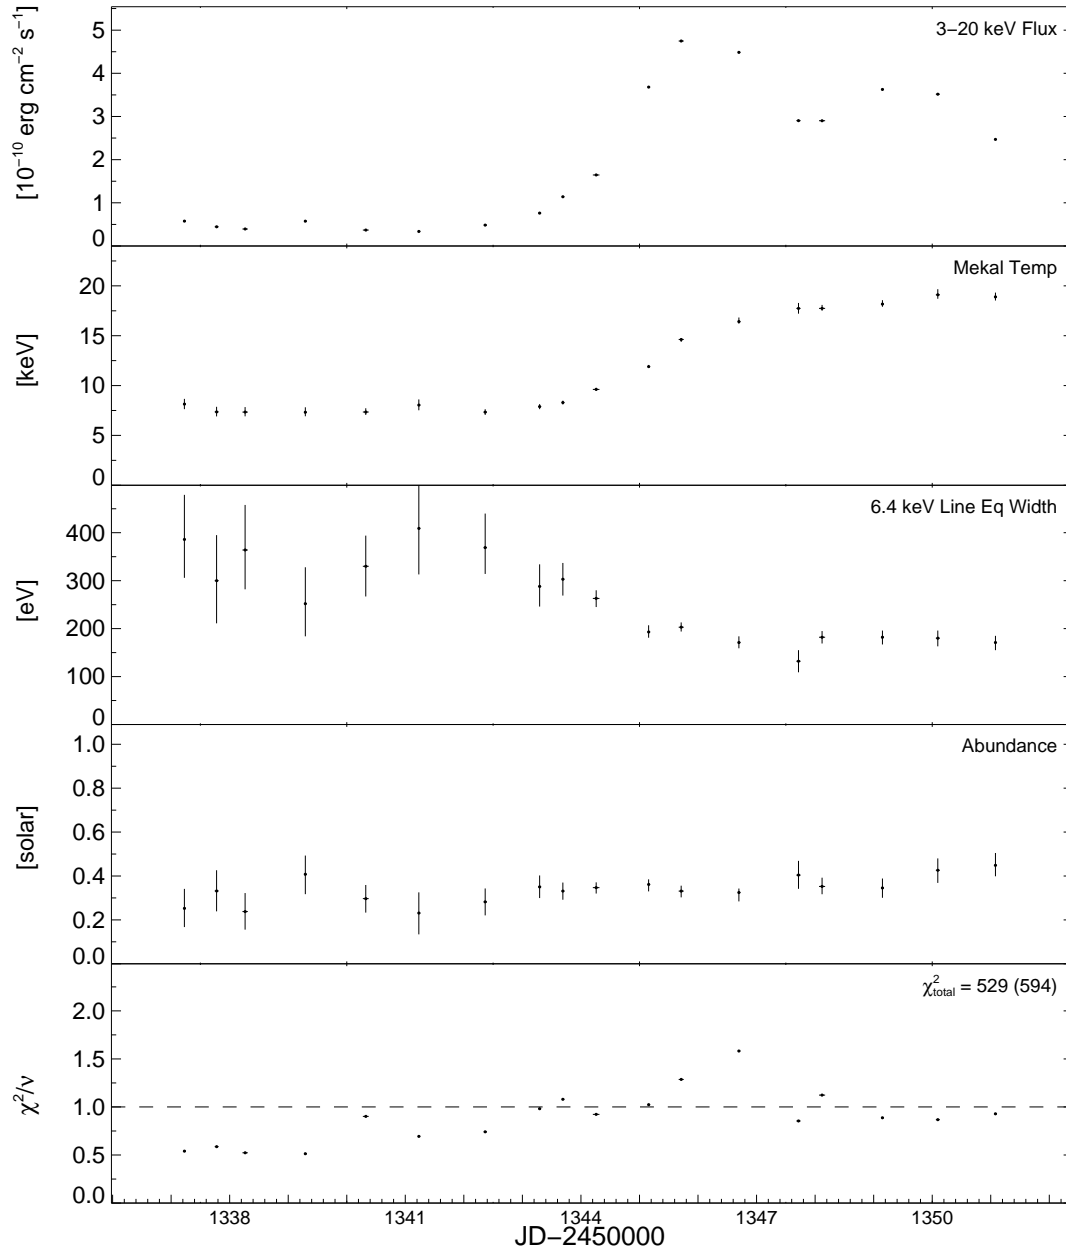 3−20 keV Flux
[10⁻¹⁰ erg cm⁻² s⁻¹]
5
4
3
2
1
0
Mekal Temp
[keV]
20
15
10
5
0
6.4 keV Line Eq Width
[eV]
400
300
200
100
0
Abundance
[solar]
1.0
0.8
0.6
0.4
0.2
0.0
χ²total = 529 (594)
χ²/ν
2.0
1.5
1.0
0.5
0.0
1338 1341 1344 1347 1350
JD−2450000